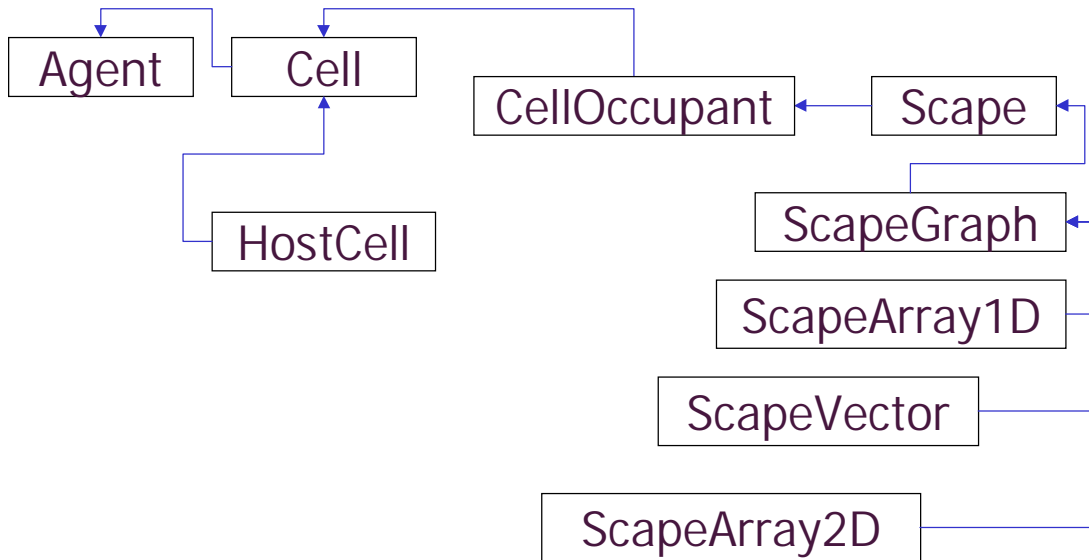 Agent
Cell
CellOccupant
Scape
ScapeGraph
HostCell
ScapeArray1D
ScapeVector
ScapeArray2D